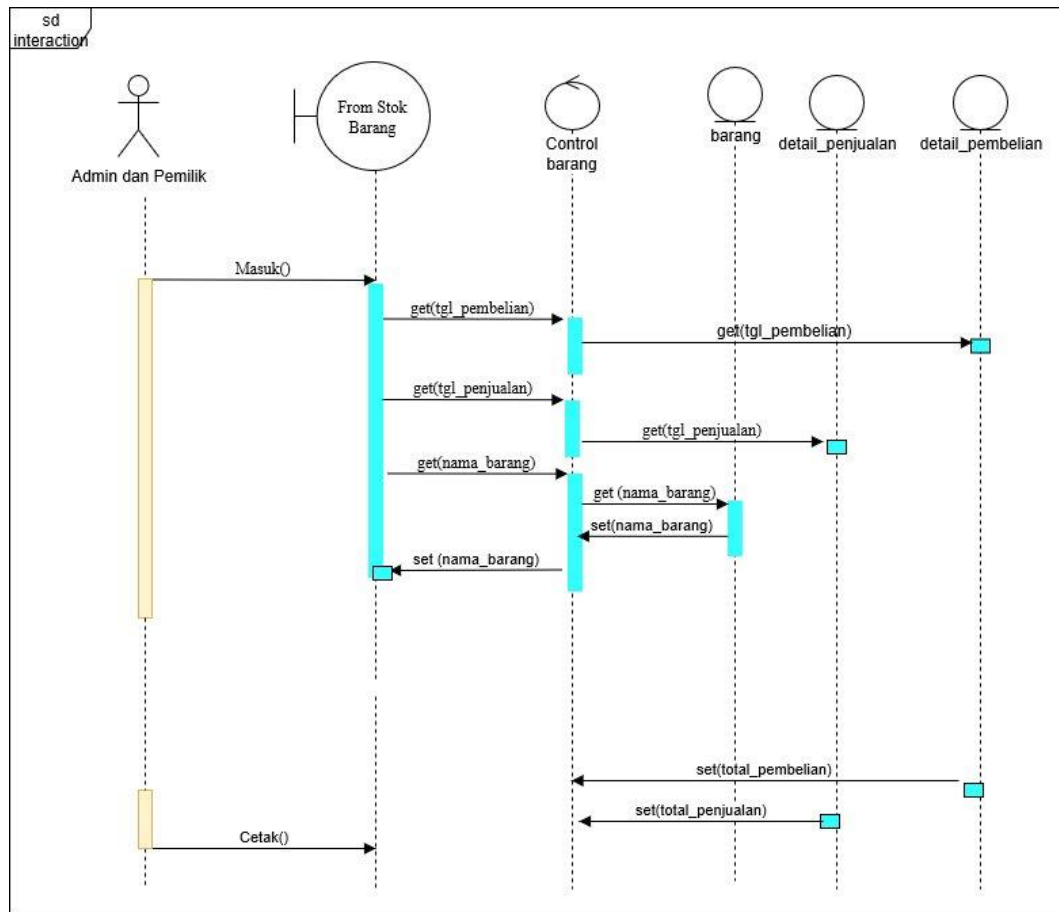 sd
interaction
From Stok
Barang
Admin dan Pemilik
Control
barang
barang
detail_penjualan
detail_pembelian
Masuk()
get(tgl_pembelian)
get(tgl_pembelian)
get(tgl_penjualan)
get(tgl_penjualan)
get(nama_barang)
get (nama_barang)
set(nama_barang)
set (nama_barang)
set(total_pembelian)
set(total_penjualan)
Cetak()